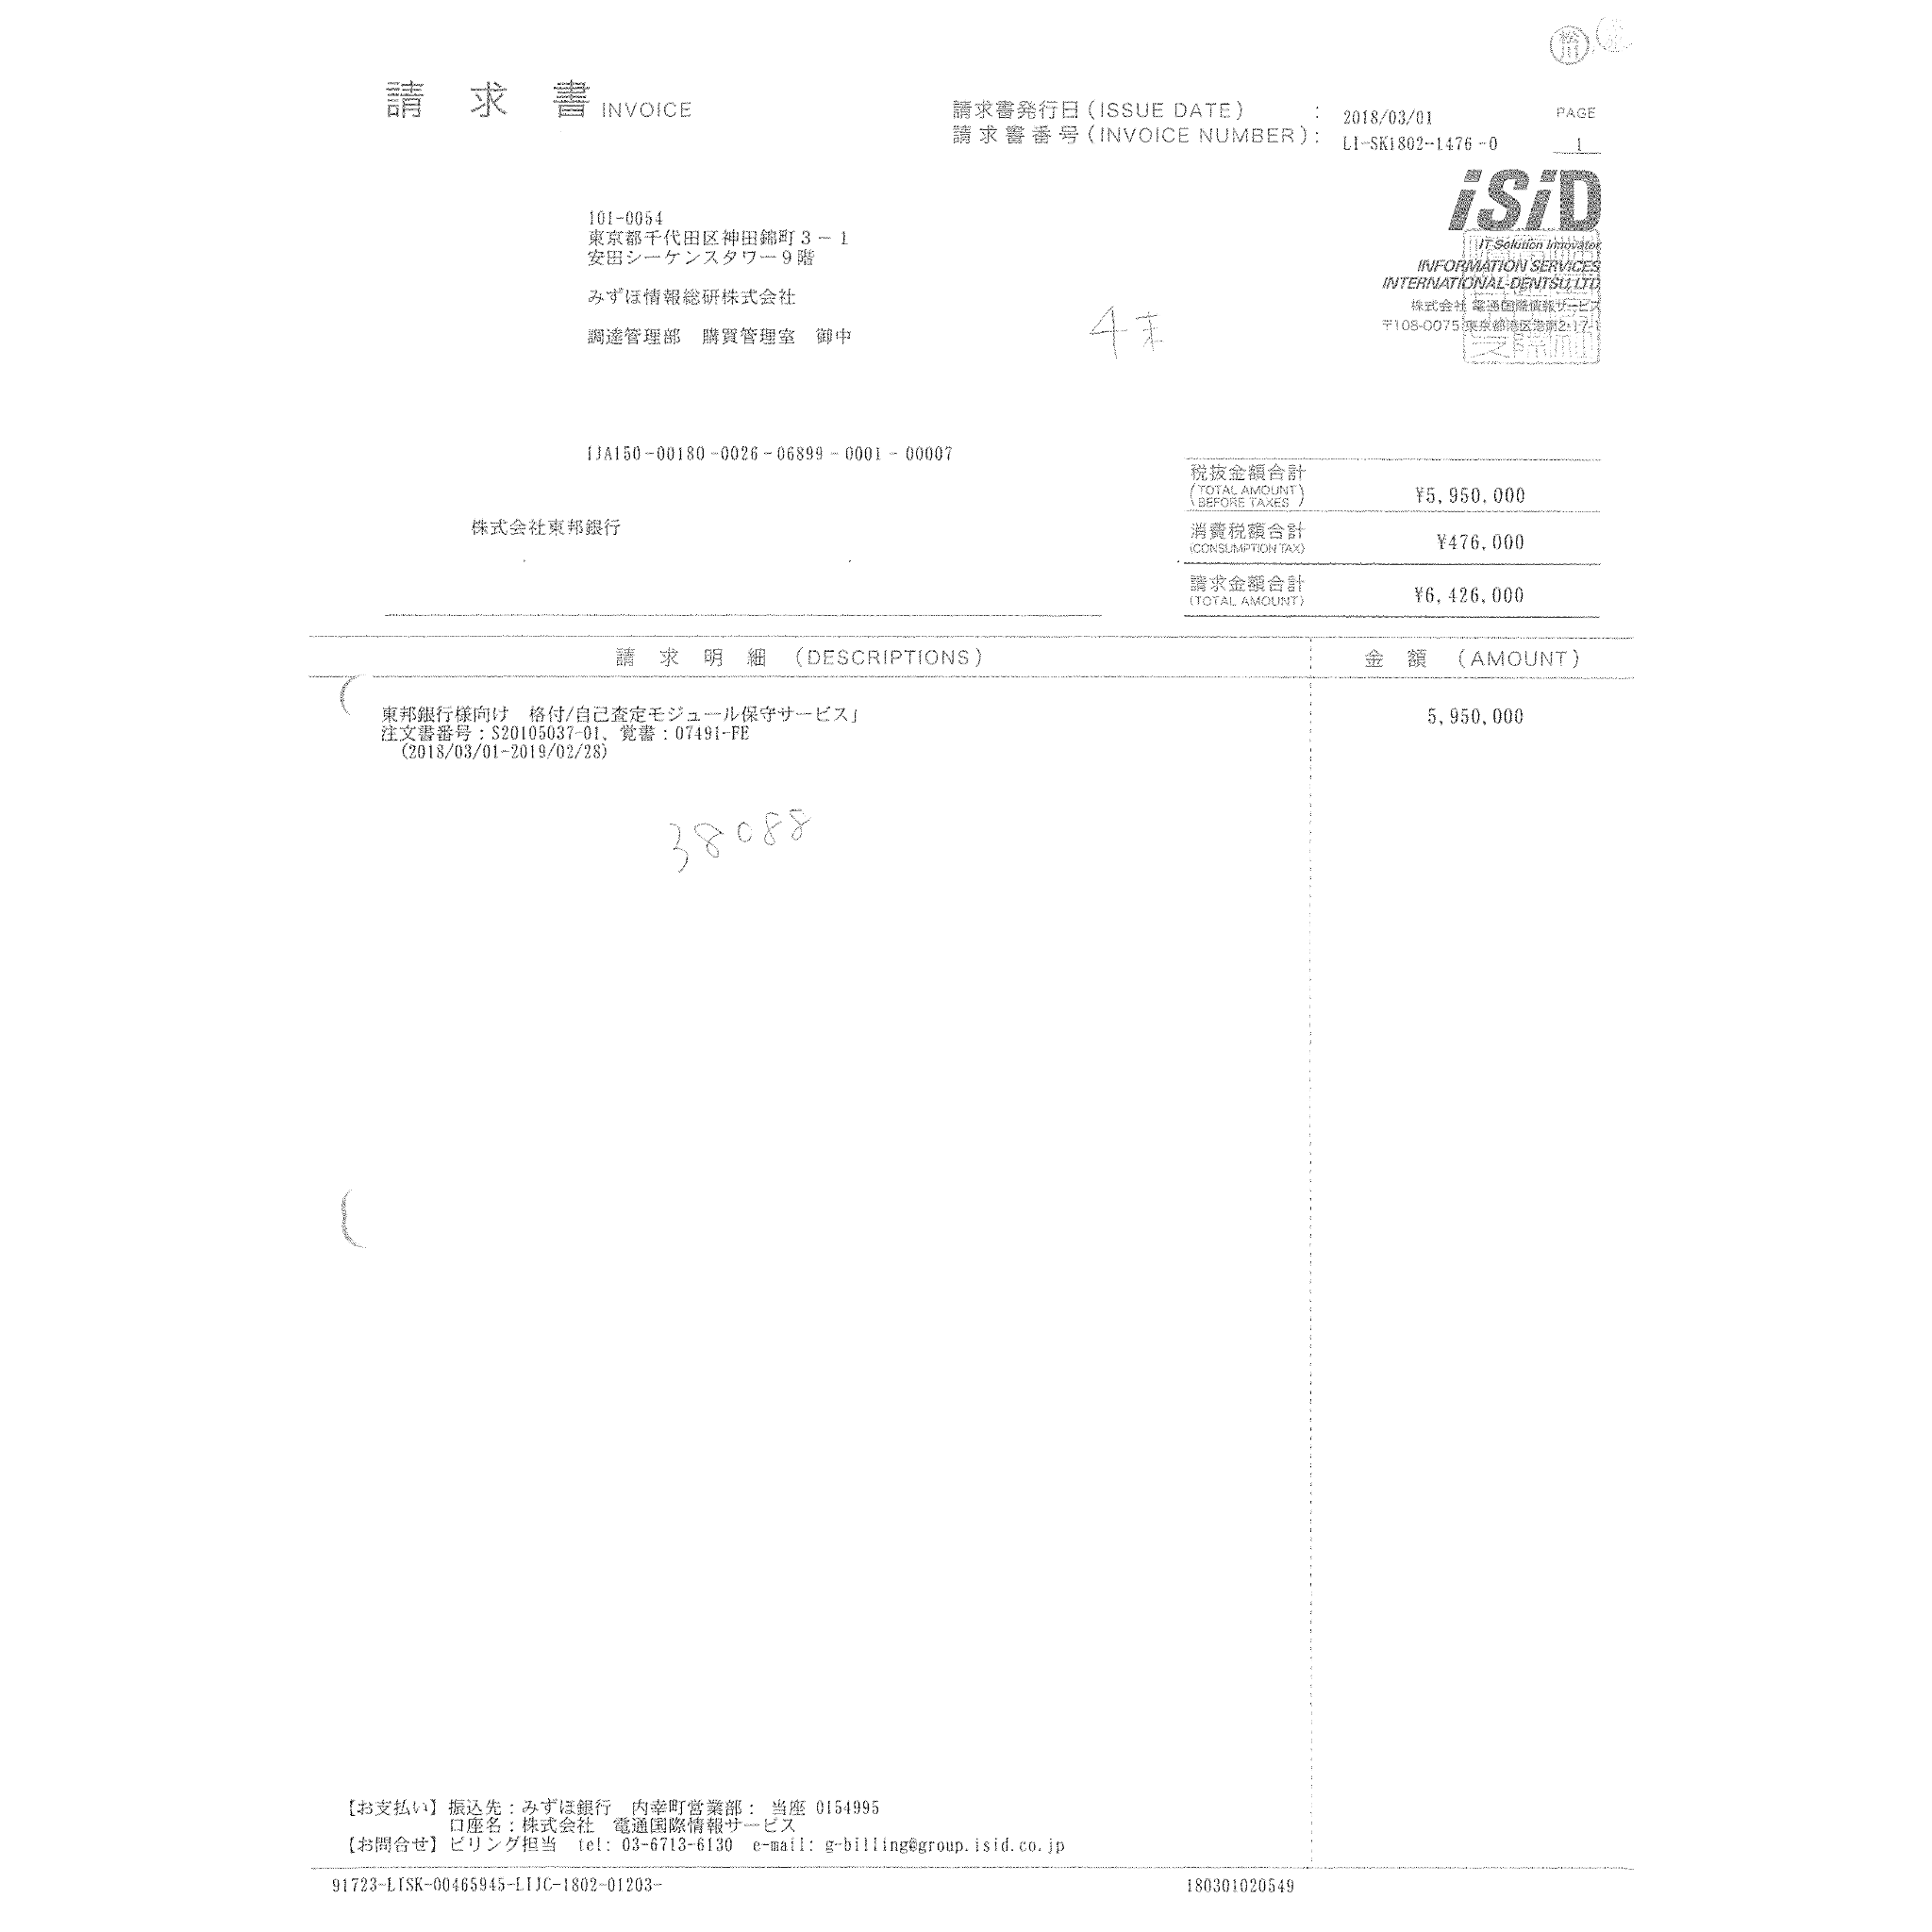 請求書 INVOICE
請求書発行日(ISSUE DATE) : 2018/03/01
請求書番号(INVOICE NUMBER): LI-SK1802-1476-0
PAGE
1
iSiD
IT Solution Innovator
INFORMATION SERVICES
INTERNATIONAL-DENTSU,LTD.
株式会社 電通国際情報サービス
〒108-0075 東京都港区港南2-17-1
101-0054
東京都千代田区神田錦町3-1
安田シーケンスタワー9階
みずほ情報総研株式会社
調達管理部 購買管理室 御中
4末
IJA150-00180-0026-06899-0001-00007
株式会社東邦銀行
税抜金額合計
(TOTAL AMOUNT BEFORE TAXES) ¥5,950,000
消費税額合計
(CONSUMPTION TAX) ¥476,000
請求金額合計
(TOTAL AMOUNT) ¥6,426,000
請求明細 (DESCRIPTIONS) 金額 (AMOUNT)
東邦銀行様向け 格付/自己査定モジュール保守サービス」 5,950,000
注文書番号:S20105037-01、覚書:07491-FE
(2018/03/01-2019/02/28)
38088
【お支払い】振込先:みずほ銀行 内幸町営業部: 当座 0154995
口座名:株式会社 電通国際情報サービス
【お問合せ】ビリング担当 tel: 03-6713-6130 e-mail: g-billing@group.isid.co.jp
91723-LISK-00465945-LIJC-1802-01203- 180301020549